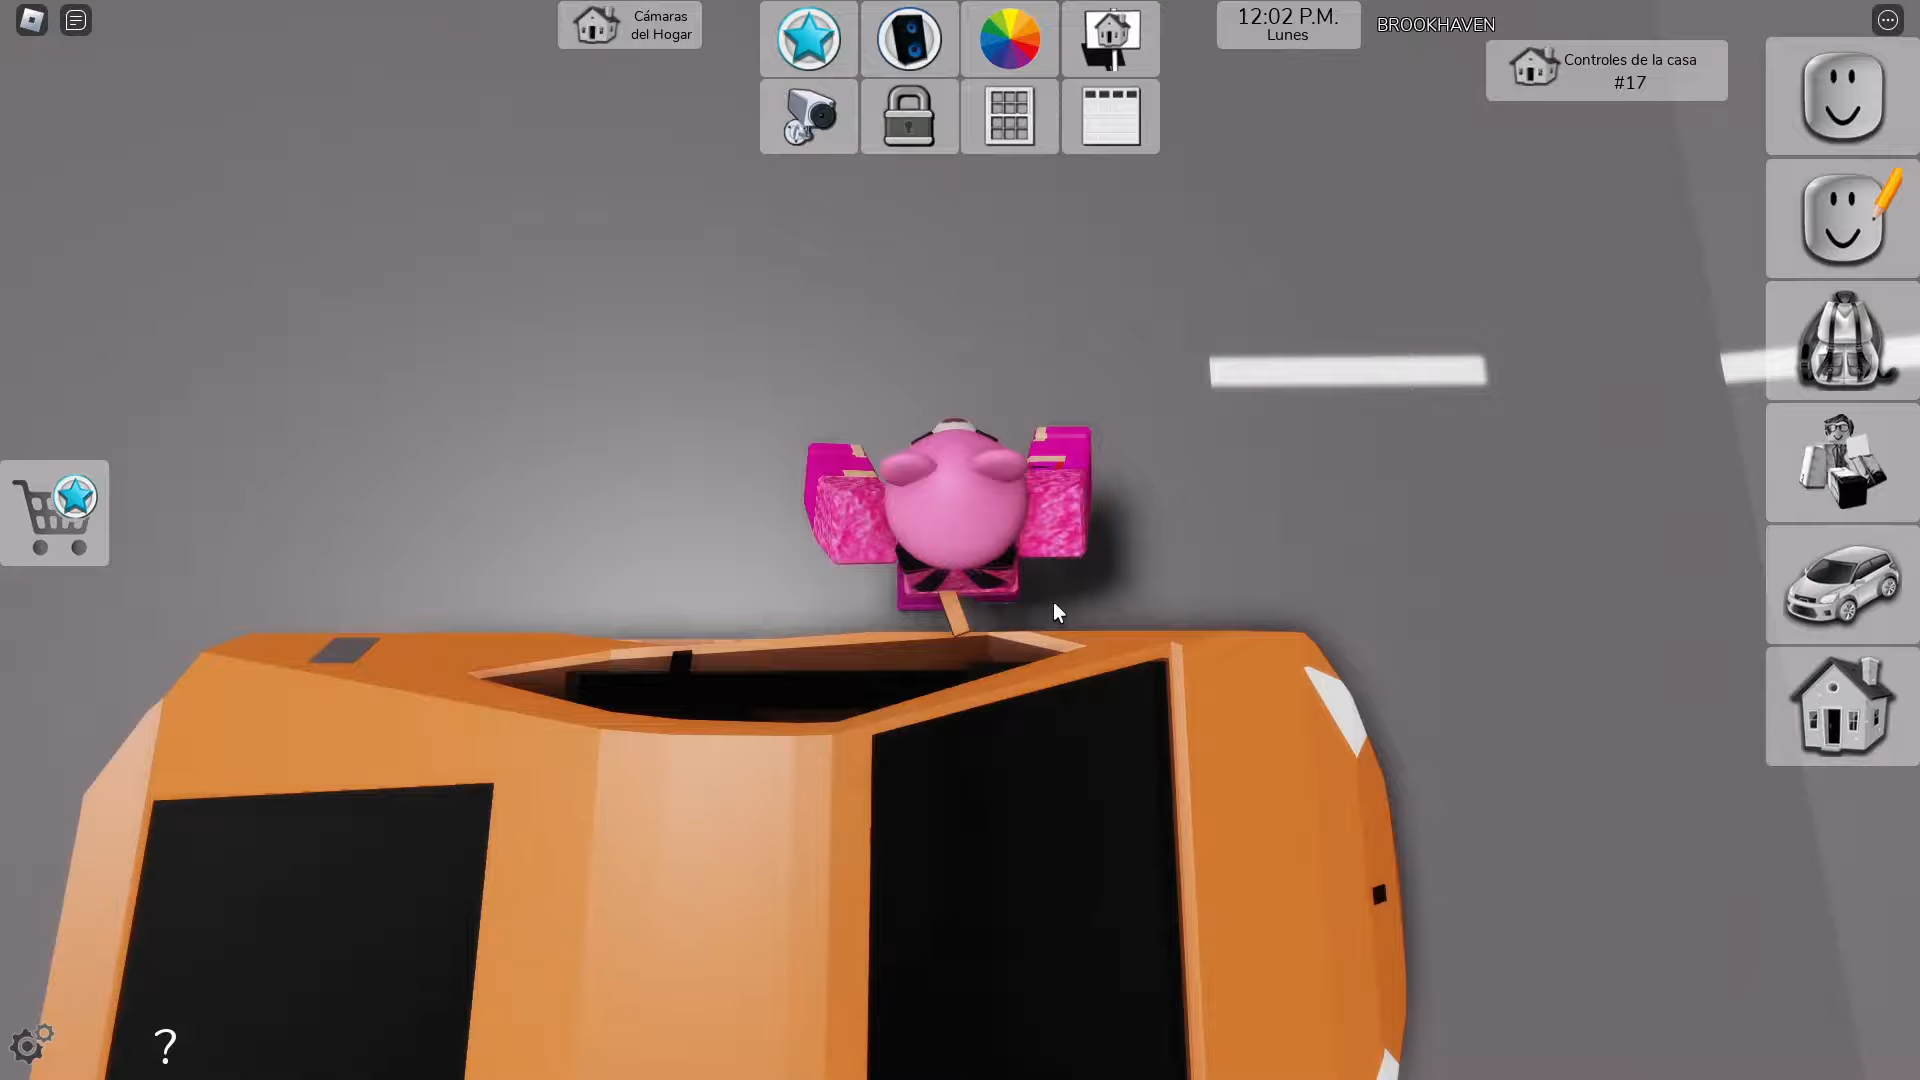 Cámaras
del Hogar
12:02 P.M.
Lunes
BROOKHAVEN
Controles de la casa
#17
?